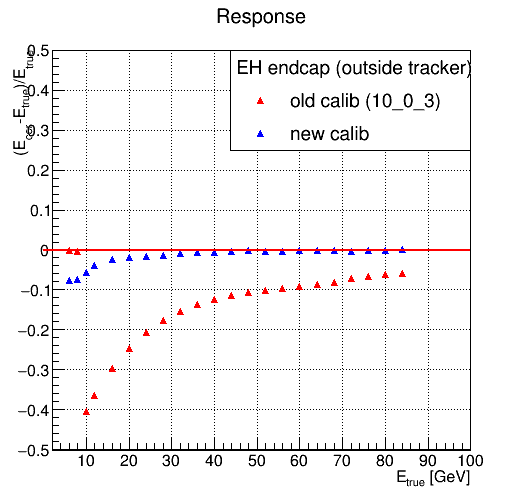 Response
(E_cor-E_true)/E_true
EH endcap (outside tracker)
old calib (10_0_3)
new calib
0.5
0.4
0.3
0.2
0.1
0
−0.1
−0.2
−0.3
−0.4
−0.5
10 20 30 40 50 60 70 80 90 100
E_true [GeV]